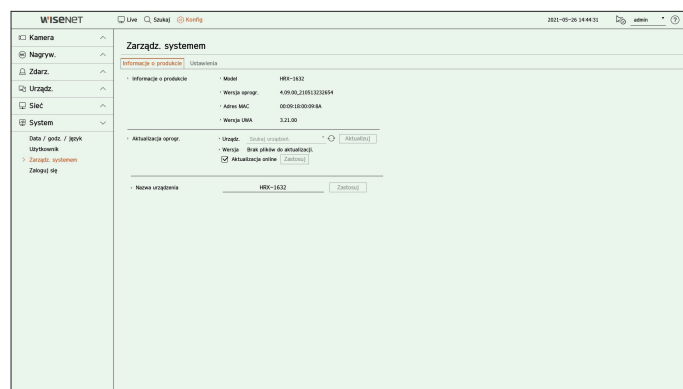 WISENET
Live Szukaj Konfig 2021-05-26 14:44:31 admin ?
Kamera
Nagryw.
Zdarz.
Urządz.
Sieć
System
Data / godz. / język
Użytkownik
> Zarządz. systemem
Zaloguj się
Zarządz. systemem
Informacje o produkcie Ustawienia
Informacje o produkcie
Model HRX-1632
Wersja oprogr. 4.09.00_210513232654
Adres MAC 00:09:18:00:09:8A
Wersja UWA 3.21.00
Aktualizacja oprogr.
Urządz. Szukaj urządzeń Aktualizuj
Wersja Brak plików do aktualizacji.
Aktualizacja online Zastosuj
Nazwa urządzenia HRX-1632 Zastosuj